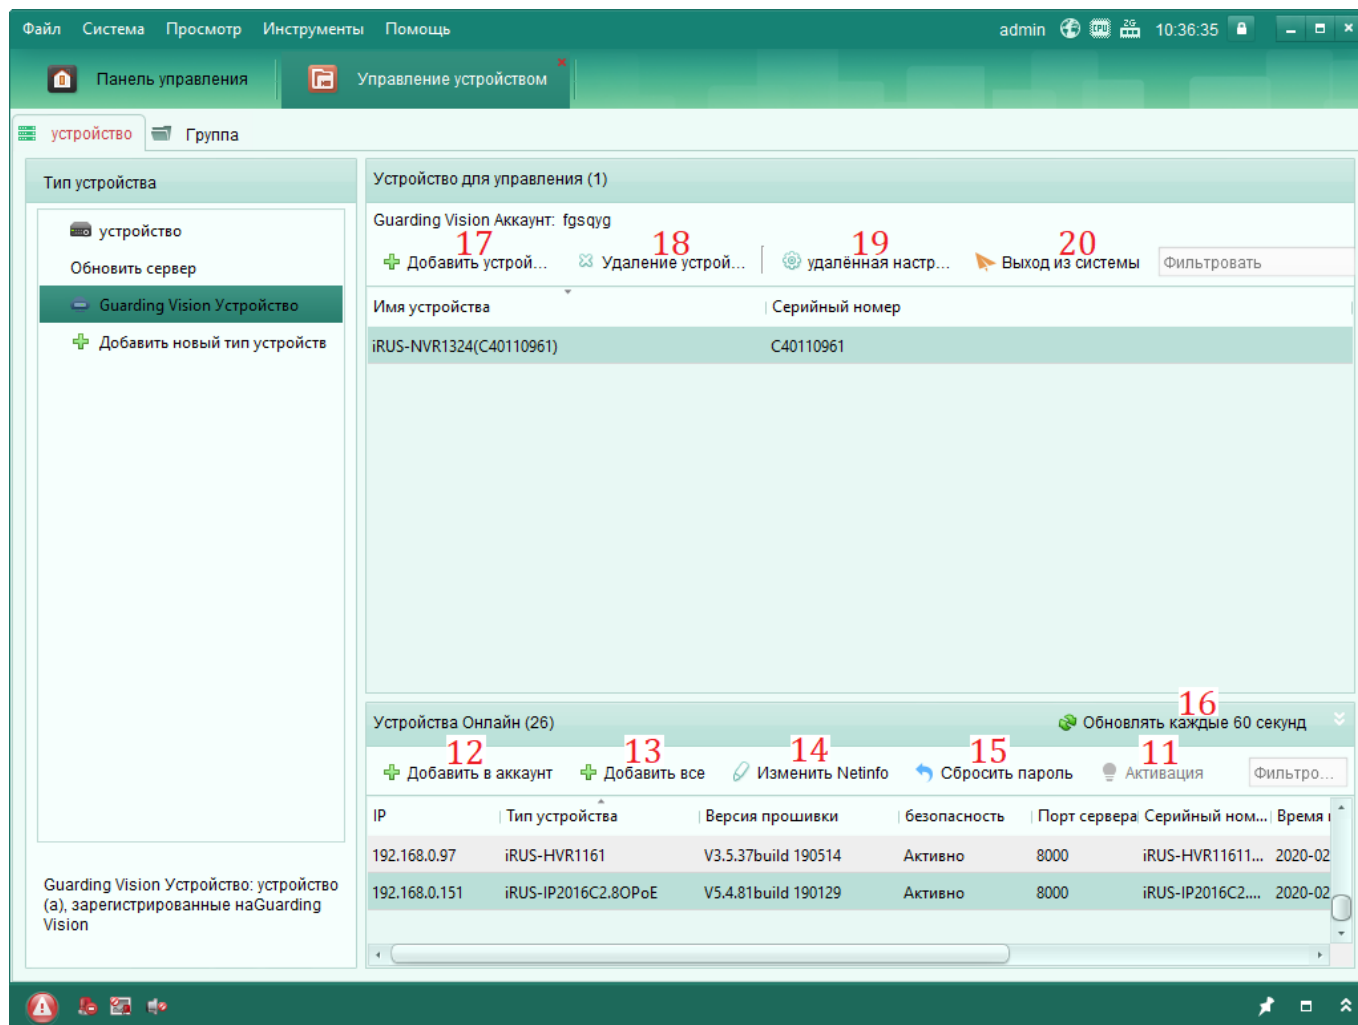 Файл Система Просмотр Инструменты Помощь admin CPU 2G 10:36:35
Панель управления Управление устройством
устройство Группа
Тип устройства
устройство
Обновить сервер
Guarding Vision Устройство
Добавить новый тип устройств
Guarding Vision Устройство: устройство
(а), зарегистрированные наGuarding
Vision
Устройство для управления (1)
Guarding Vision Аккаунт: fgsqyg
17 18 19 20
Добавить устрой... Удаление устрой... удалённая настр... Выход из системы Фильтровать
Имя устройства Серийный номер
iRUS-NVR1324(C40110961) C40110961
16
Устройства Онлайн (26) Обновлять каждые 60 секунд
12 13 14 15 11
Добавить в аккаунт Добавить все Изменить Netinfo Сбросить пароль Активация Фильтро...
IP Тип устройства Версия прошивки безопасность Порт сервера Серийный ном... Время
192.168.0.97 iRUS-HVR1161 V3.5.37build 190514 Активно 8000 iRUS-HVR11611... 2020-02
192.168.0.151 iRUS-IP2016C2.8OPoE V5.4.81build 190129 Активно 8000 iRUS-IP2016C2.... 2020-02